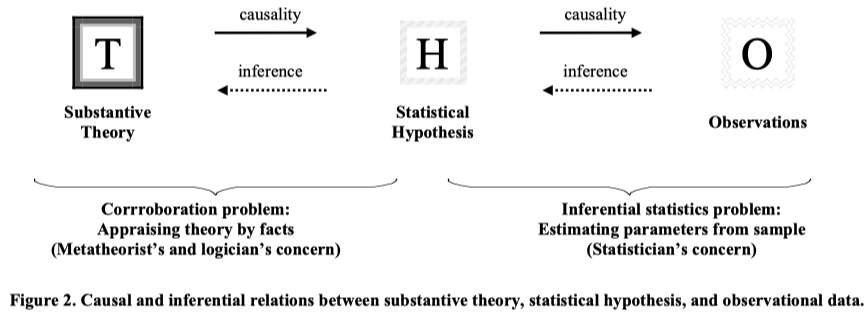 causality
causality
T
H
O
inference
inference
Substantive
Theory
Statistical
Hypothesis
Observations
Corrroboration problem:
Appraising theory by facts
(Metatheorist's and logician's concern)
Inferential statistics problem:
Estimating parameters from sample
(Statistician's concern)
Figure 2. Causal and inferential relations between substantive theory, statistical hypothesis, and observational data.